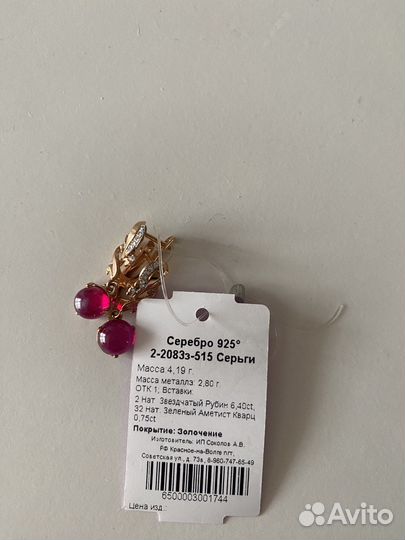 Серебро 925°
2-2083з-515 Серьги
Масса 4,19 г.
Масса металла: 2,80 г.
ОТК 1; Вставки:
2 Нат. Звездчатый Рубин 6,40ct,
32 Нат. Зеленый Аметист Кварц
0,75ct
Покрытие: Золочение
Изготовитель: ИП Соколов А.В.
РФ Красное-на-Волге пгт,
Советская ул., д. 73а, 8-960-747-65-49
6500003001744
Цена изд.:
Avito